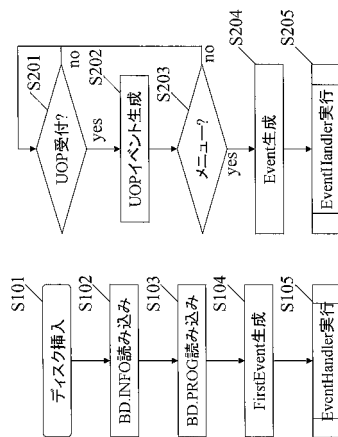 S101
ディスク挿入
S102
BD.INFO読み込み
S103
BD.PROG読み込み
S104
FirstEvent生成
S105
EventHandler実行
S201
UOP受付?
no
yes
S202
UOPイベント生成
S203
メニュー?
no
yes
S204
Event生成
S205
EventHandler実行